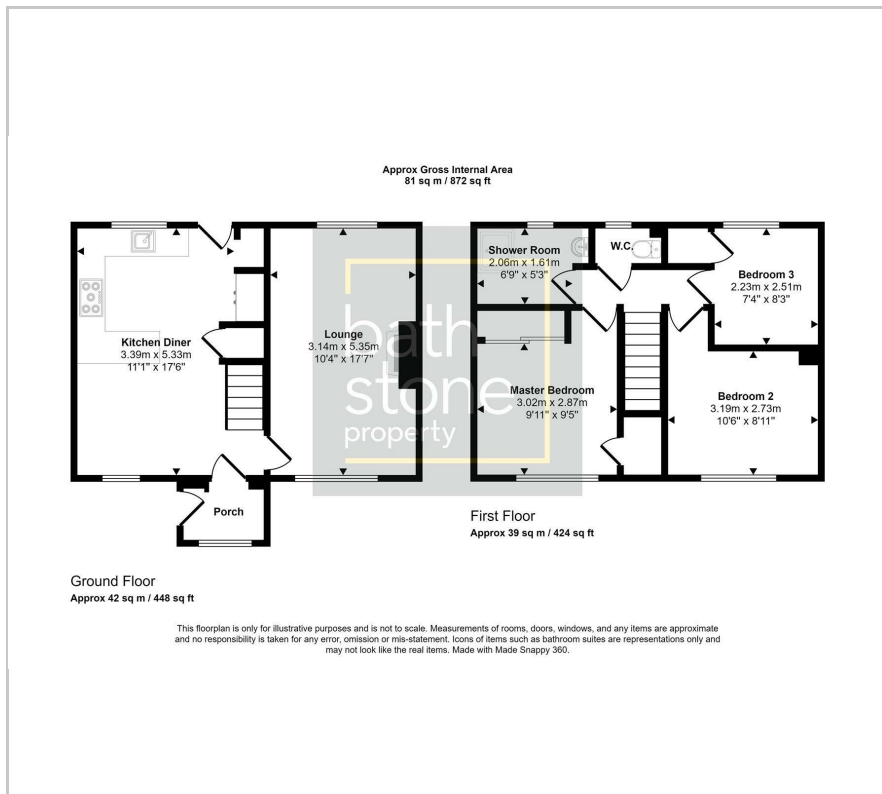 Approx Gross Internal Area
81 sq m / 872 sq ft
Kitchen Diner
3.39m x 5.33m
11'1" x 17'6"
Lounge
3.14m x 5.35m
10'4" x 17'7"
Porch
Ground Floor
Approx 42 sq m / 448 sq ft
Shower Room
2.06m x 1.61m
6'9" x 5'3"
W.C.
Bedroom 3
2.23m x 2.51m
7'4" x 8'3"
Master Bedroom
3.02m x 2.87m
9'11" x 9'5"
Bedroom 2
3.19m x 2.73m
10'6" x 8'11"
First Floor
Approx 39 sq m / 424 sq ft
bath
stone
property
This floorplan is only for illustrative purposes and is not to scale. Measurements of rooms, doors, windows, and any items are approximate
and no responsibility is taken for any error, omission or mis-statement. Icons of items such as bathroom suites are representations only and
may not look like the real items. Made with Made Snappy 360.